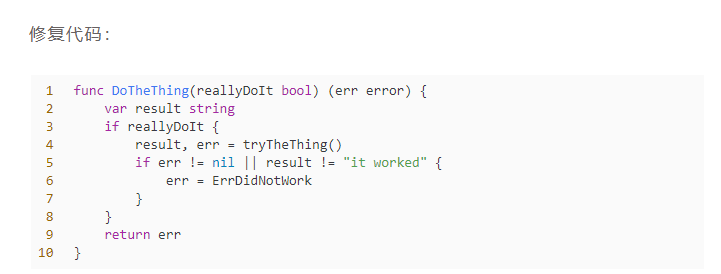 修复代码：
1 func DoTheThing(reallyDoIt bool) (err error) {
2     var result string
3     if reallyDoIt {
4         result, err = tryTheThing()
5         if err != nil || result != "it worked" {
6             err = ErrDidNotWork
7         }
8     }
9     return err
10 }